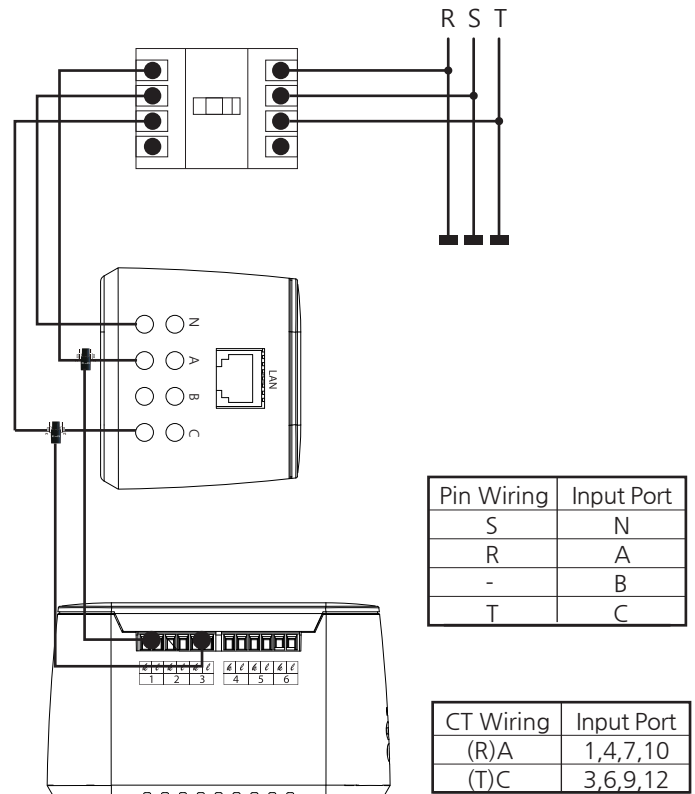 R S T
N
A
B
C
LAN
k l k l k l k l k l k l
1 2 3 4 5 6
Pin Wiring Input Port
S N
R A
- B
T C
CT Wiring Input Port
(R)A 1,4,7,10
(T)C 3,6,9,12